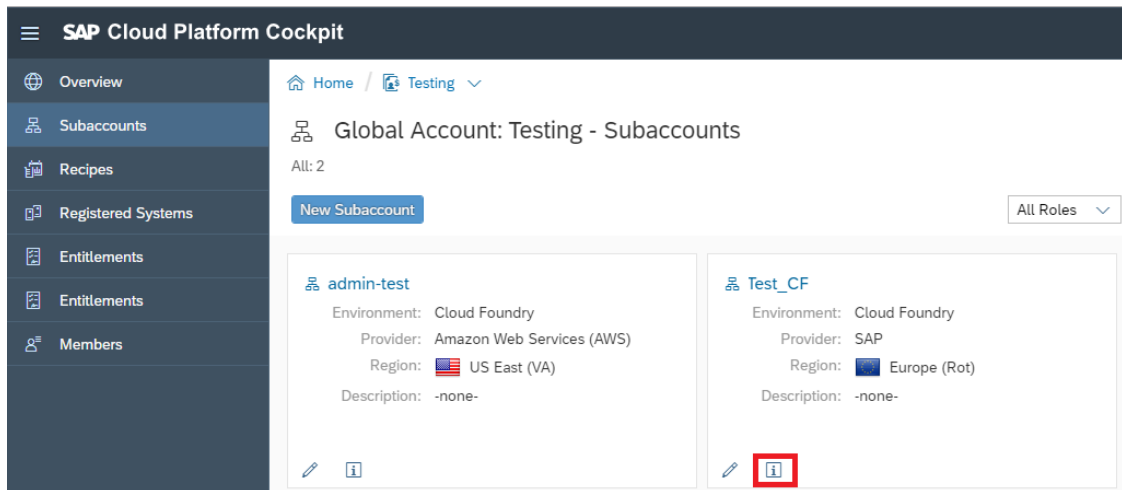 SAP Cloud Platform Cockpit
Overview
Subaccounts
Recipes
Registered Systems
Entitlements
Entitlements
Members
Home / Testing
Global Account: Testing - Subaccounts
All: 2
New Subaccount
All Roles
admin-test
Environment: Cloud Foundry
Provider: Amazon Web Services (AWS)
Region: US East (VA)
Description: -none-
Test_CF
Environment: Cloud Foundry
Provider: SAP
Region: Europe (Rot)
Description: -none-